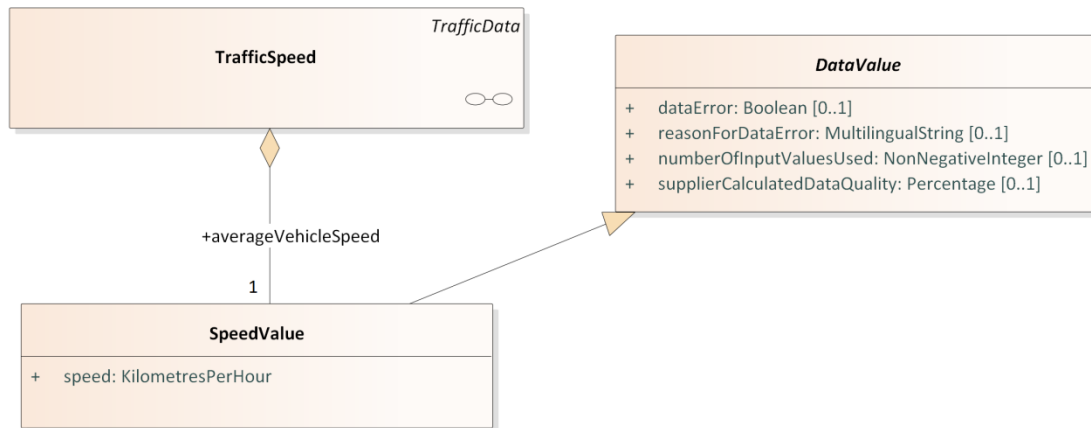 TrafficData
TrafficSpeed
DataValue
+ dataError: Boolean [0..1]
+ reasonForDataError: MultilingualString [0..1]
+ numberOfInputValuesUsed: NonNegativeInteger [0..1]
+ supplierCalculatedDataQuality: Percentage [0..1]
+averageVehicleSpeed
1
SpeedValue
+ speed: KilometresPerHour